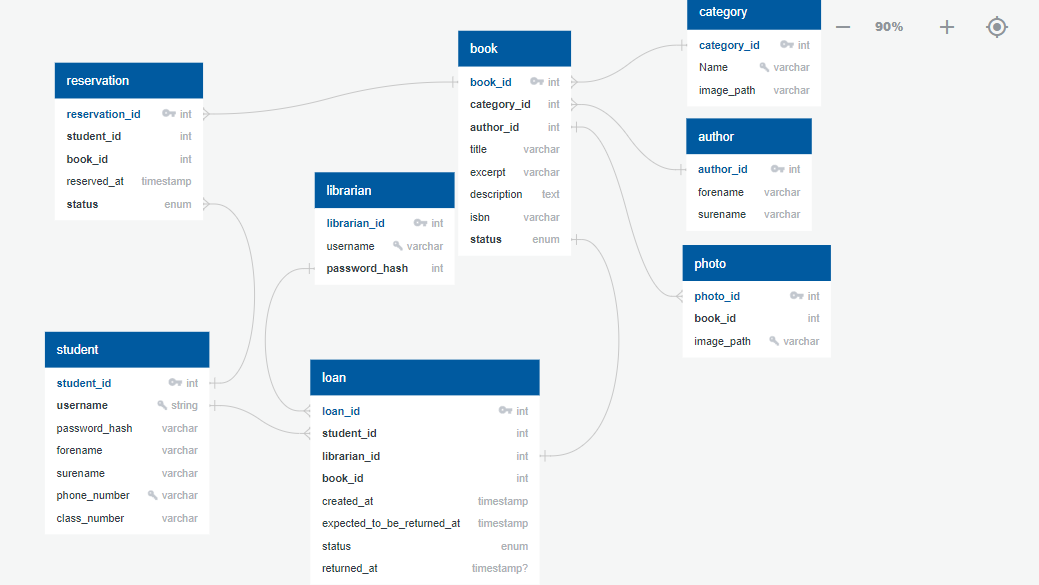 category
category_id int
Name varchar
image_path varchar
90%
book
book_id int
category_id int
author_id int
title varchar
excerpt varchar
description text
isbn varchar
status enum
reservation
reservation_id int
student_id int
book_id int
reserved_at timestamp
status enum
author
author_id int
forename varchar
surename varchar
librarian
librarian_id int
username varchar
password_hash int
photo
photo_id int
book_id int
image_path varchar
student
student_id int
username string
password_hash varchar
forename varchar
surename varchar
phone_number varchar
class_number varchar
loan
loan_id int
student_id int
librarian_id int
book_id int
created_at timestamp
expected_to_be_returned_at timestamp
status enum
returned_at timestamp?